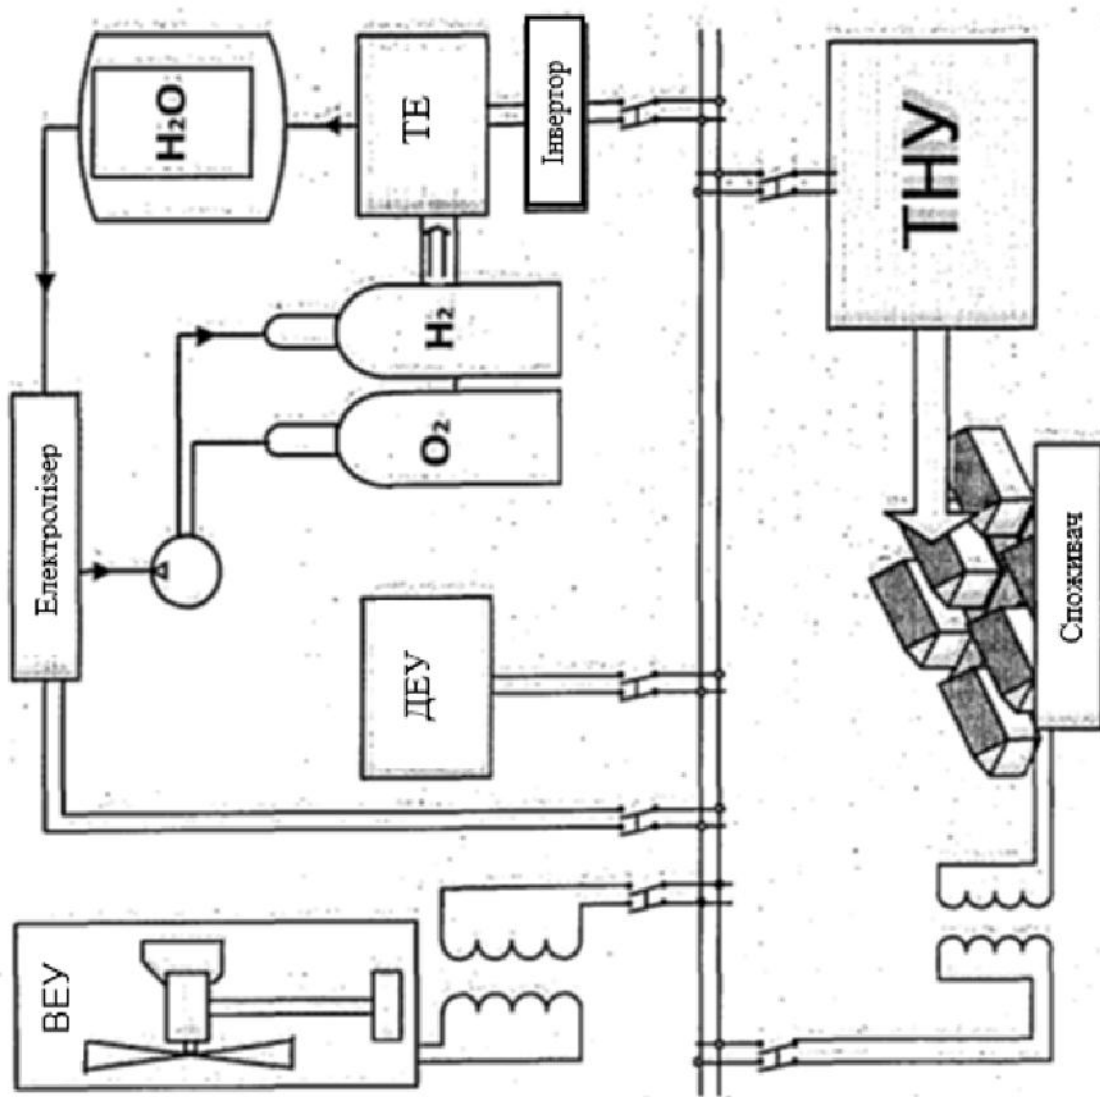 ВЕУ
Електролізер
H₂O
ДЕУ
O₂
H₂
ТЕ
Інвертор
ТНУ
Споживач